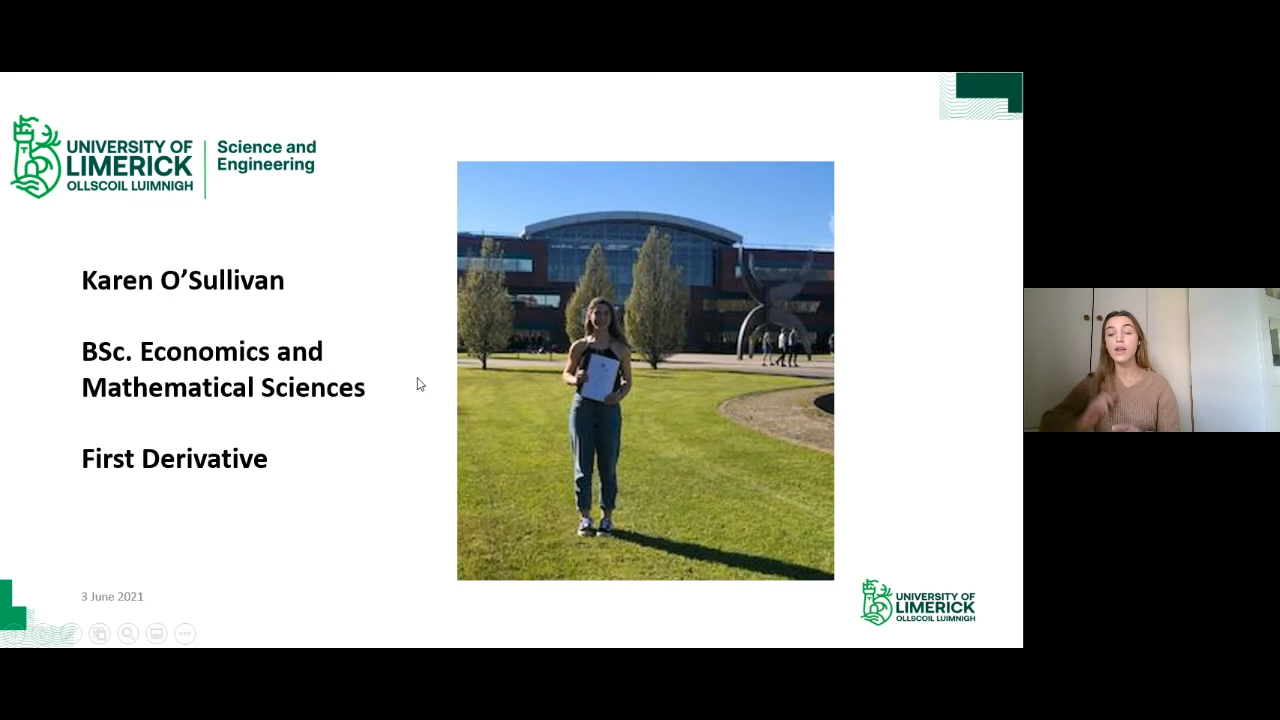 UNIVERSITY OF
LIMERICK
OLLSCOIL LUIMNIGH
Science and
Engineering
Karen O’Sullivan
BSc. Economics and
Mathematical Sciences
First Derivative
3 June 2021
UNIVERSITY OF
LIMERICK
OLLSCOIL LUIMNIGH